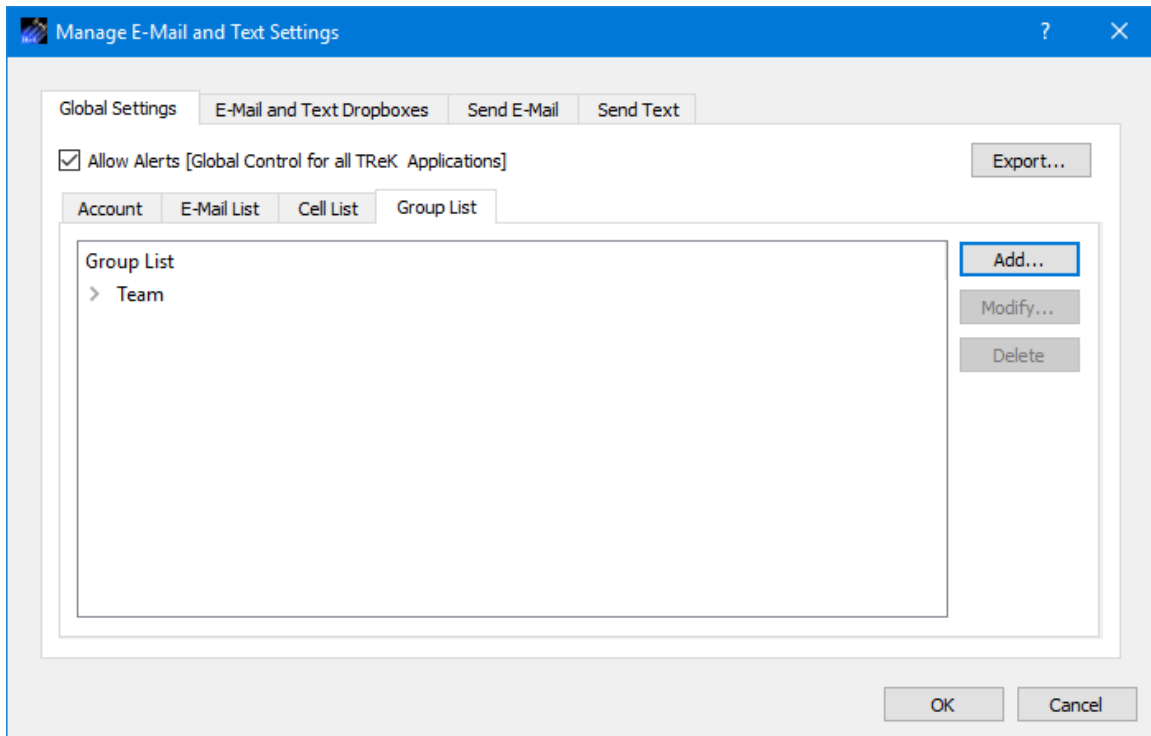 Manage E-Mail and Text Settings ?
Global Settings E-Mail and Text Dropboxes Send E-Mail Send Text
Allow Alerts [Global Control for all TReK Applications] Export...
Account E-Mail List Cell List Group List
Group List Add...
Team Modify...
Delete
OK Cancel